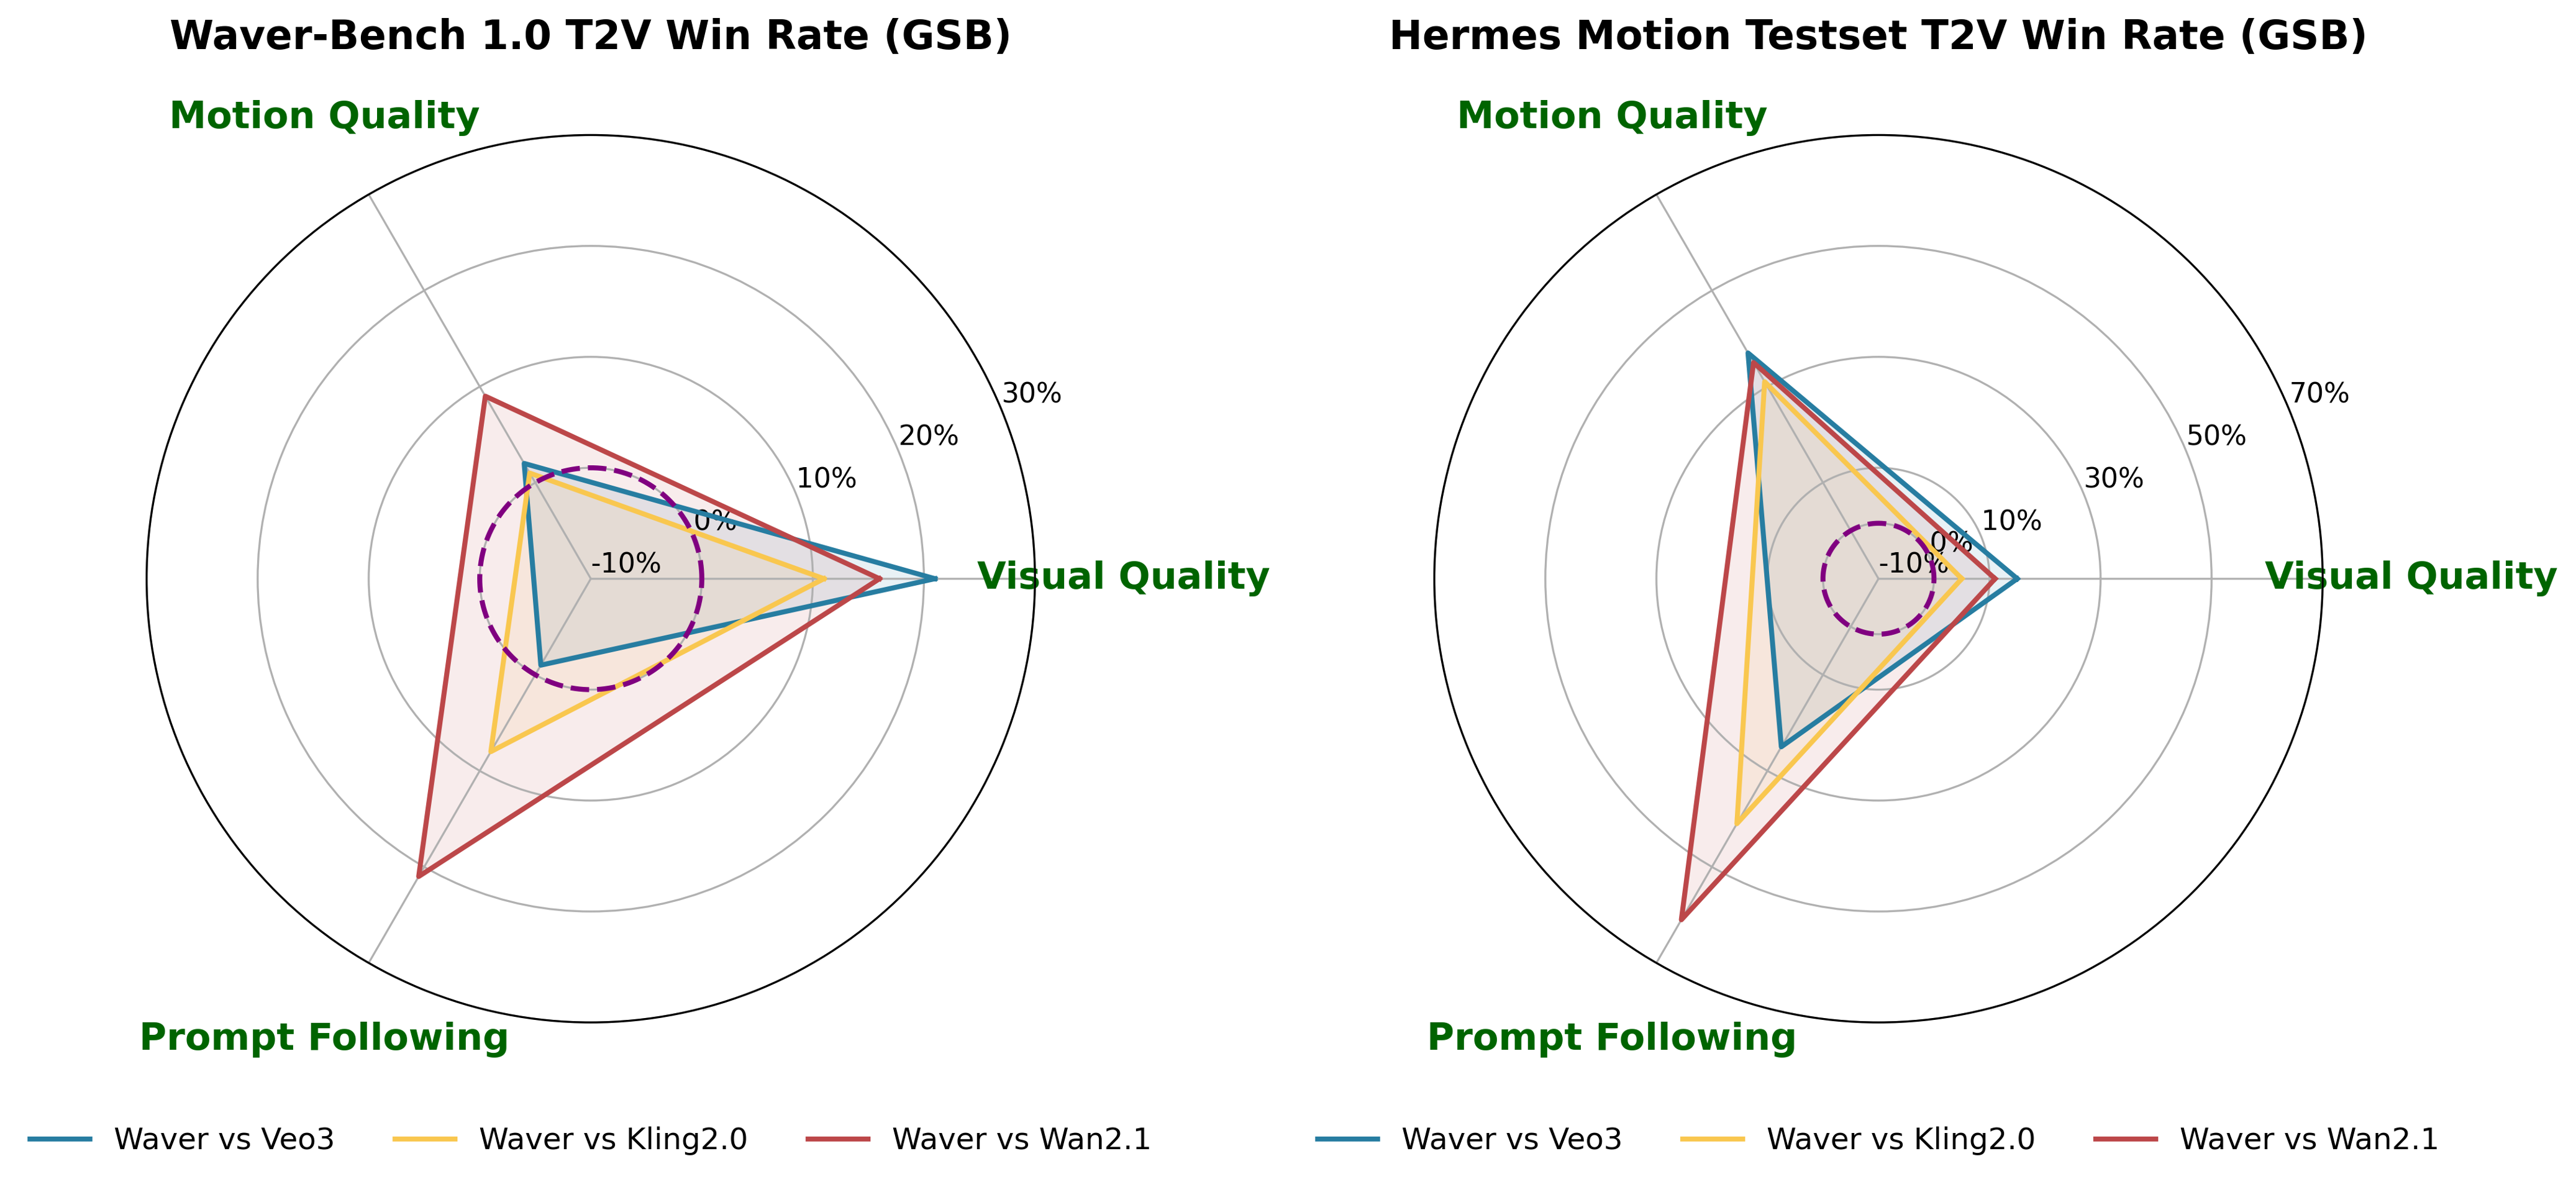 Waver-Bench 1.0 T2V Win Rate (GSB)
Motion Quality
30%
20%
10%
0%
-10%
Visual Quality
Prompt Following
Waver vs Veo3
Waver vs Kling2.0
Waver vs Wan2.1
Hermes Motion Testset T2V Win Rate (GSB)
Motion Quality
70%
50%
30%
10%
0%
-10%
Visual Quality
Prompt Following
Waver vs Veo3
Waver vs Kling2.0
Waver vs Wan2.1